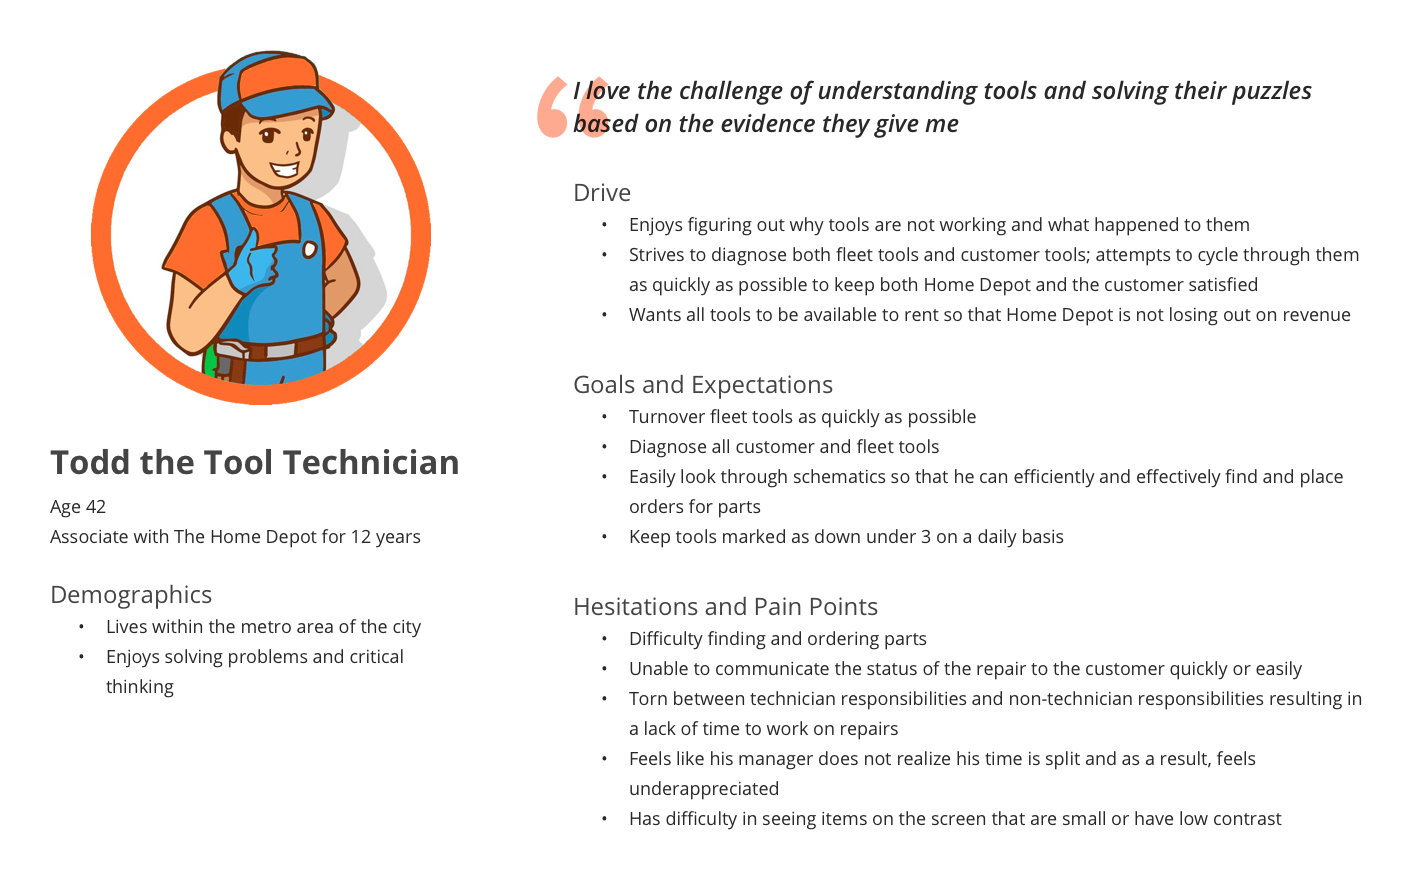 I love the challenge of understanding tools and solving their puzzles
based on the evidence they give me
Drive
• Enjoys figuring out why tools are not working and what happened to them
• Strives to diagnose both fleet tools and customer tools; attempts to cycle through them
as quickly as possible to keep both Home Depot and the customer satisfied
• Wants all tools to be available to rent so that Home Depot is not losing out on revenue
Goals and Expectations
• Turnover fleet tools as quickly as possible
• Diagnose all customer and fleet tools
• Easily look through schematics so that he can efficiently and effectively find and place
orders for parts
• Keep tools marked as down under 3 on a daily basis
Hesitations and Pain Points
• Difficulty finding and ordering parts
• Unable to communicate the status of the repair to the customer quickly or easily
• Torn between technician responsibilities and non-technician responsibilities resulting in
a lack of time to work on repairs
• Feels like his manager does not realize his time is split and as a result, feels
underappreciated
• Has difficulty in seeing items on the screen that are small or have low contrast
Todd the Tool Technician
Age 42
Associate with The Home Depot for 12 years
Demographics
• Lives within the metro area of the city
• Enjoys solving problems and critical
thinking